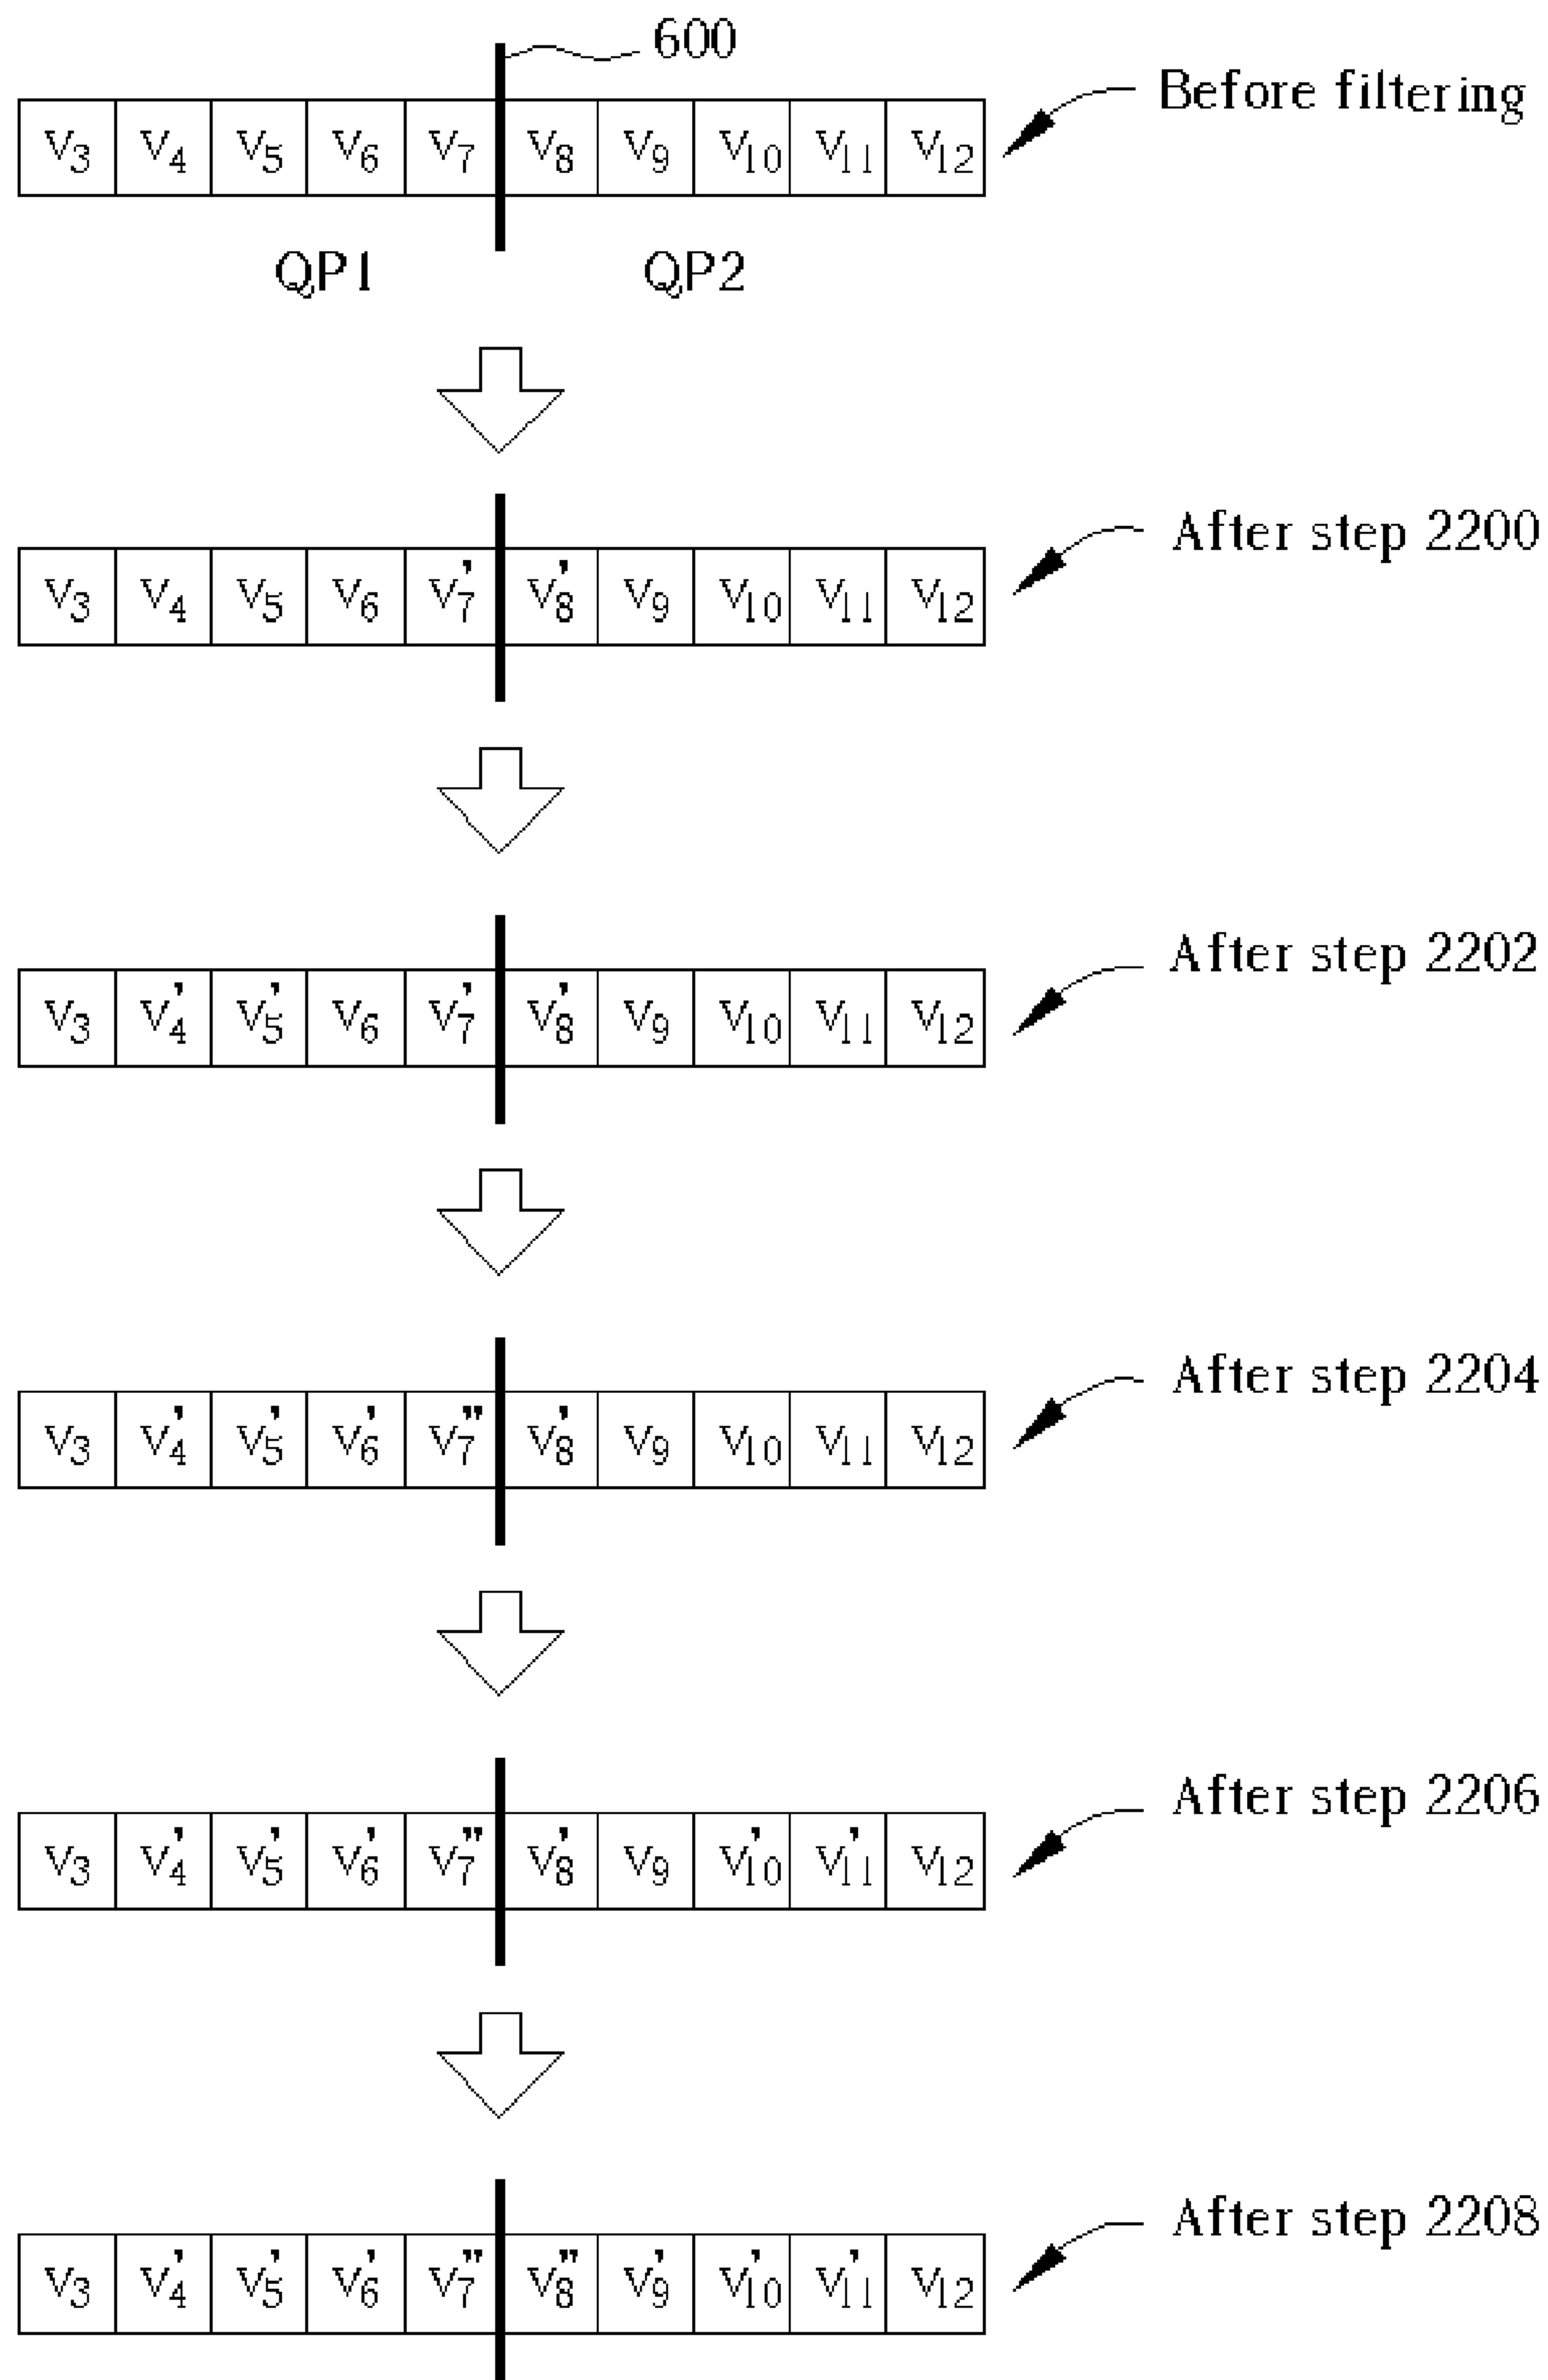 600
Before filtering
V₃ V₄ V₅ V₆ V₇ V₈ V₉ V₁₀ V₁₁ V₁₂
QP1 QP2
After step 2200
V₃ V₄ V₅ V₆ V₇' V₈' V₉ V₁₀ V₁₁ V₁₂
After step 2202
V₃ V₄' V₅' V₆ V₇' V₈' V₉ V₁₀ V₁₁ V₁₂
After step 2204
V₃ V₄' V₅' V₆' V₇" V₈' V₉ V₁₀ V₁₁ V₁₂
After step 2206
V₃ V₄' V₅' V₆' V₇" V₈' V₉ V₁₀' V₁₁' V₁₂
After step 2208
V₃ V₄' V₅' V₆' V₇" V₈" V₉' V₁₀' V₁₁' V₁₂